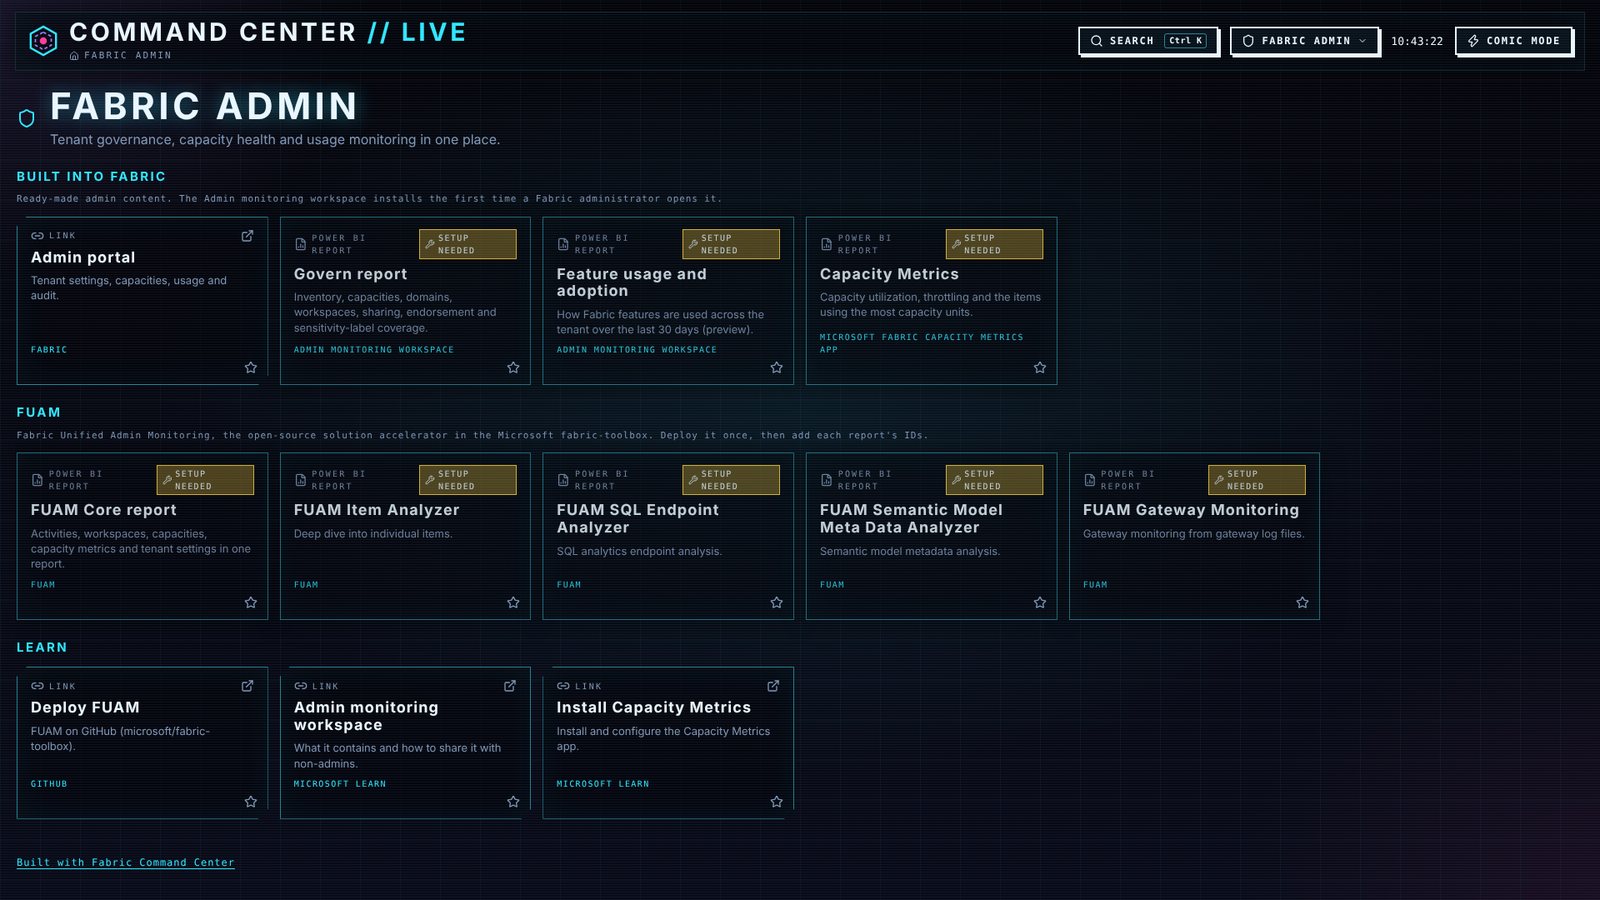 COMMAND CENTER // LIVE
FABRIC ADMIN
SEARCH Ctrl K
FABRIC ADMIN
10:43:22
COMIC MODE
FABRIC ADMIN
Tenant governance, capacity health and usage monitoring in one place.
BUILT INTO FABRIC
Ready-made admin content. The Admin monitoring workspace installs the first time a Fabric administrator opens it.
LINK
Admin portal
Tenant settings, capacities, usage and
audit.
FABRIC
POWER BI
REPORT
SETUP
NEEDED
Govern report
Inventory, capacities, domains,
workspaces, sharing, endorsement and
sensitivity-label coverage.
ADMIN MONITORING WORKSPACE
POWER BI
REPORT
SETUP
NEEDED
Feature usage and
adoption
How Fabric features are used across the
tenant over the last 30 days (preview).
ADMIN MONITORING WORKSPACE
POWER BI
REPORT
SETUP
NEEDED
Capacity Metrics
Capacity utilization, throttling and the items
using the most capacity units.
MICROSOFT FABRIC CAPACITY METRICS
APP
FUAM
Fabric Unified Admin Monitoring, the open-source solution accelerator in the Microsoft fabric-toolbox. Deploy it once, then add each report's IDs.
POWER BI
REPORT
SETUP
NEEDED
FUAM Core report
Activities, workspaces, capacities,
capacity metrics and tenant settings in one
report.
FUAM
POWER BI
REPORT
SETUP
NEEDED
FUAM Item Analyzer
Deep dive into individual items.
FUAM
POWER BI
REPORT
SETUP
NEEDED
FUAM SQL Endpoint
Analyzer
SQL analytics endpoint analysis.
FUAM
POWER BI
REPORT
SETUP
NEEDED
FUAM Semantic Model
Meta Data Analyzer
Semantic model metadata analysis.
FUAM
POWER BI
REPORT
SETUP
NEEDED
FUAM Gateway Monitoring
Gateway monitoring from gateway log files.
FUAM
LEARN
LINK
Deploy FUAM
FUAM on GitHub (microsoft/fabric-
toolbox).
GITHUB
LINK
Admin monitoring
workspace
What it contains and how to share it with
non-admins.
MICROSOFT LEARN
LINK
Install Capacity Metrics
Install and configure the Capacity Metrics
app.
MICROSOFT LEARN
Built with Fabric Command Center